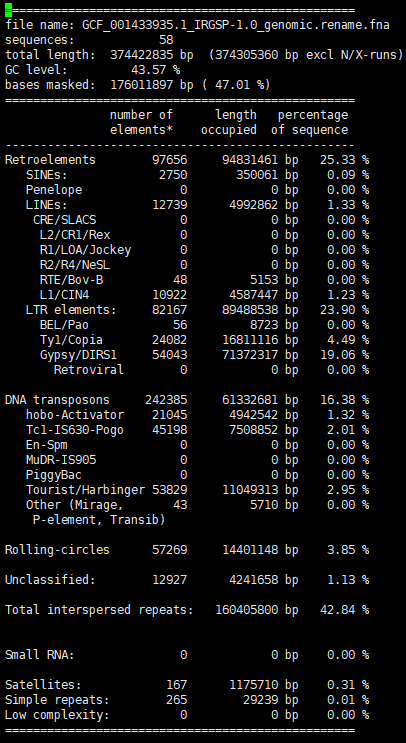 ==================================================
file name: GCF_001433935.1_IRGSP-1.0_genomic.rename.fna
sequences:            58
total length:  374422835 bp  (374305360 bp excl N/X-runs)
GC level:         43.57 %
bases masked:  176011897 bp ( 47.01 %)
==================================================
               number of      length   percentage
               elements*    occupied  of sequence
--------------------------------------------------
Retroelements        97656     94831461 bp   25.33 %
   SINEs:             2750       350061 bp    0.09 %
   Penelope              0            0 bp    0.00 %
   LINEs:            12739      4992862 bp    1.33 %
    CRE/SLACS            0            0 bp    0.00 %
     L2/CR1/Rex          0            0 bp    0.00 %
     R1/LOA/Jockey       0            0 bp    0.00 %
     R2/R4/NeSL          0            0 bp    0.00 %
     RTE/Bov-B          48         5153 bp    0.00 %
     L1/CIN4         10922      4587447 bp    1.23 %
   LTR elements:     82167     89488538 bp   23.90 %
     BEL/Pao            56         8723 bp    0.00 %
     Ty1/Copia       24082     16811116 bp    4.49 %
     Gypsy/DIRS1     54043     71372317 bp   19.06 %
       Retroviral        0            0 bp    0.00 %

DNA transposons     242385     61332681 bp   16.38 %
   hobo-Activator    21045      4942542 bp    1.32 %
   Tc1-IS630-Pogo    45198      7508852 bp    2.01 %
   En-Spm                0            0 bp    0.00 %
   MuDR-IS905            0            0 bp    0.00 %
   PiggyBac              0            0 bp    0.00 %
   Tourist/Harbinger 53829     11049313 bp    2.95 %
   Other (Mirage,       43         5710 bp    0.00 %
    P-element, Transib)

Rolling-circles      57269     14401148 bp    3.85 %

Unclassified:        12927      4241658 bp    1.13 %

Total interspersed repeats:   160405800 bp   42.84 %


Small RNA:               0            0 bp    0.00 %

Satellites:            167      1175710 bp    0.31 %
Simple repeats:        265        29239 bp    0.01 %
Low complexity:          0            0 bp    0.00 %
==================================================